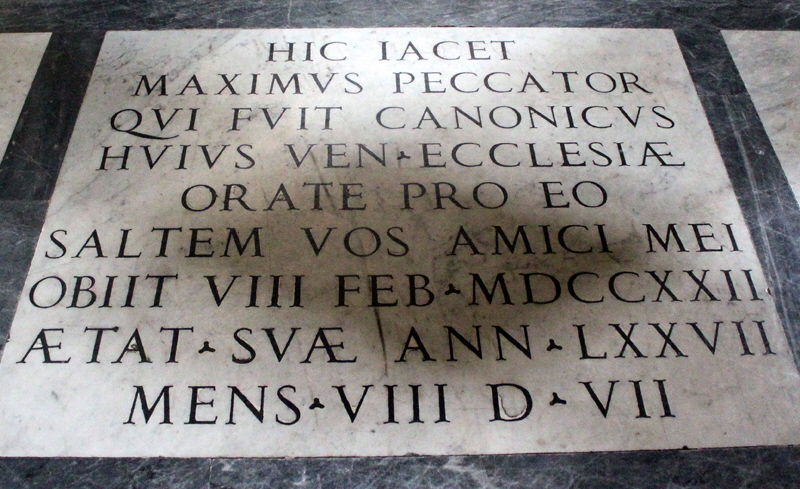 HIC IACET
MAXIMVS PECCATOR
QVI FVIT CANONICVS
HVIVS VEN·ECCLESIÆ
ORATE PRO EO
SALTEM VOS AMICI MEI
OBIIT VIII FEB·MDCCXXII
ÆTAT·SVÆ ANN·LXXVII
MENS·VIII D·VII